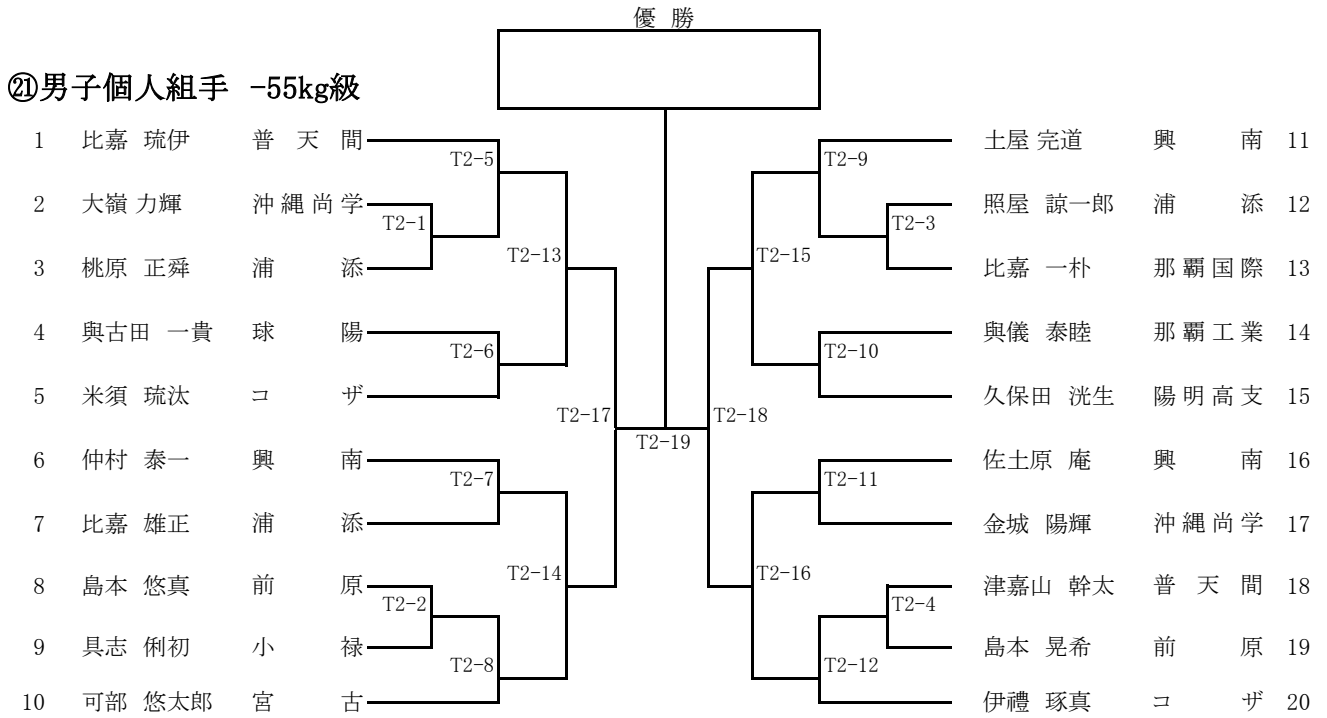 優 勝
㉑男子個人組手 -55kg級
1 比嘉 琉伊 普天間 T2-5 T2-9 土屋 完道 興南 11
2 大嶺 力輝 沖縄尚学 T2-1 T2-3 照屋 諒一郎 浦添 12
T2-13 T2-15
3 桃原 正舜 浦添 比嘉 一朴 那覇国際 13
4 與古田 一貴 球陽 T2-6 T2-10 與儀 泰睦 那覇工業 14
5 米須 琉汰 コザ 久保田 洸生 陽明高支 15
T2-17 T2-19 T2-18
6 仲村 泰一 興南 T2-7 T2-11 佐土原 庵 興南 16
7 比嘉 雄正 浦添 金城 陽輝 沖縄尚学 17
T2-14 T2-16
8 島本 悠真 前原 T2-2 T2-4 津嘉山 幹太 普天間 18
9 具志 俐初 小禄 T2-8 T2-12 島本 晃希 前原 19
10 可部 悠太郎 宮古 伊禮 琢真 コザ 20